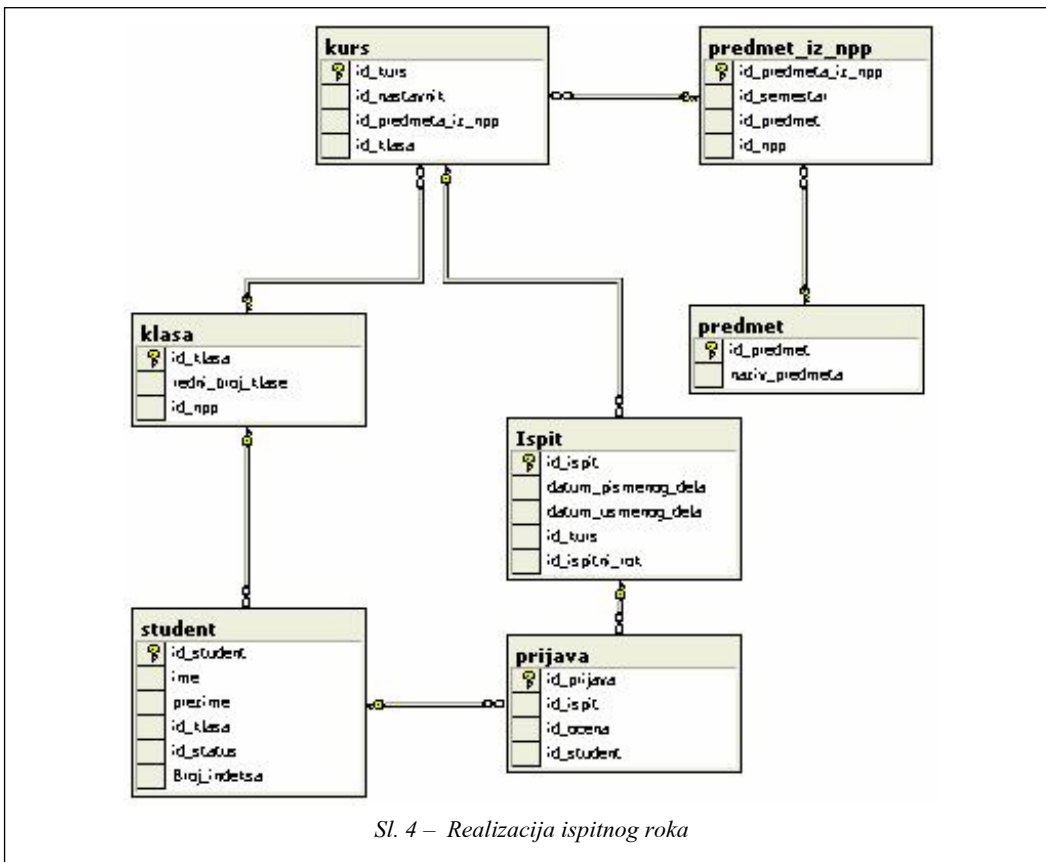 kurs
id_kurs
id_nastavnik
id_predmeta_iz_npp
id_klasa
predmet_iz_npp
id_predmeta_iz_npp
id_semestar
id_predmet
id_npp
klasa
id_klasa
redni_broj_klase
id_npp
predmet
id_predmet
naziv_predmeta
Ispit
id_ispit
datum_pismenog_dela
datum_usmenog_dela
id_kurs
id_ispitni_rok
student
id_student
ime
prezime
id_klasa
id_status
Broj_indeksa
prijava
id_prijava
id_ispit
id_ocena
id_student
Sl. 4 – Realizacija ispitnog roka